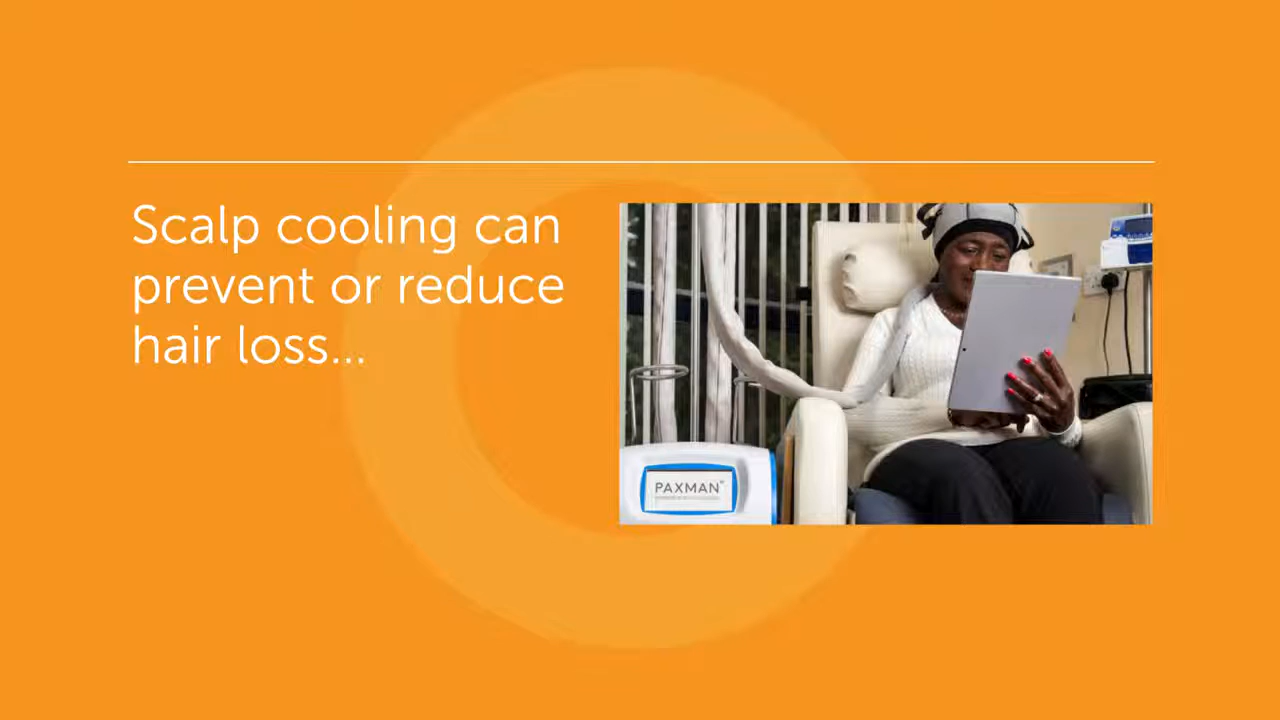 Scalp cooling can
prevent or reduce
hair loss...
PAXMAN